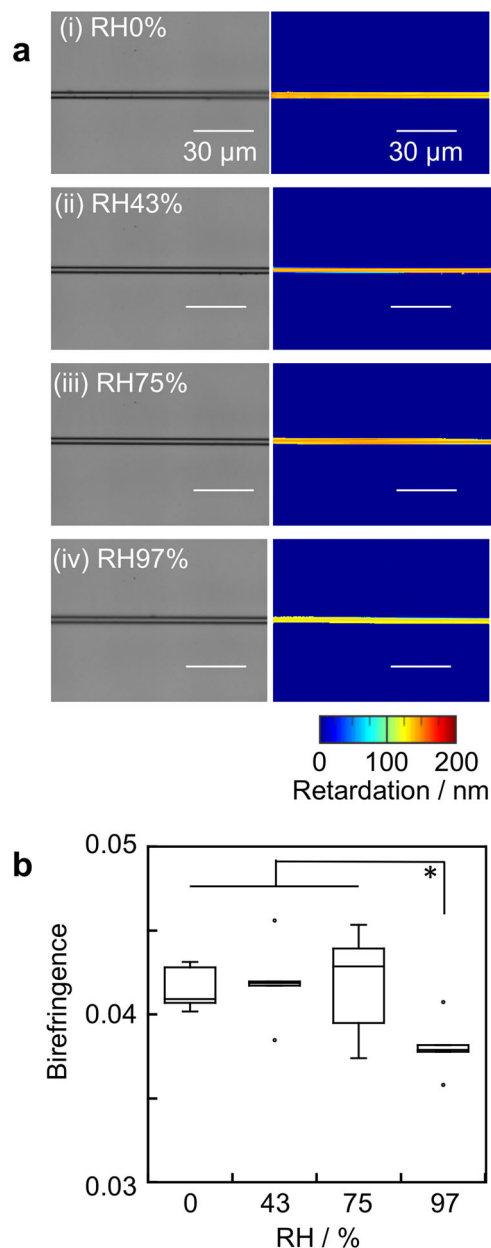 a
(i) RH0%
30 µm
30 µm
(ii) RH43%
(iii) RH75%
(iv) RH97%
0 100 200
Retardation / nm
b
0.05
*
0.04
Birefringence
0.03
0 43 75 97
RH / %